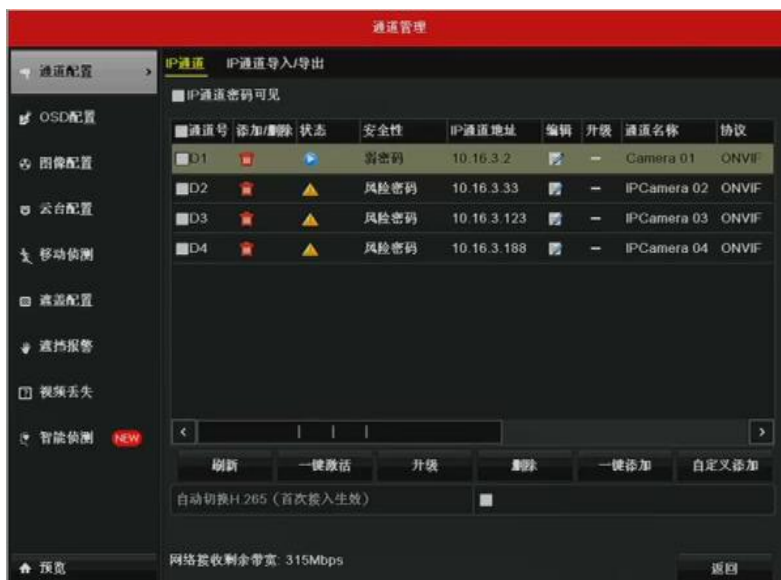 通道管理
通道配置
OSD配置
图像配置
云台配置
移动侦测
遮盖配置
遮挡报警
视频丢失
智能侦测 NEW
预览
IP通道 IP通道导入/导出
IP通道密码可见
通道号 添加/删除 状态 安全性 IP通道地址 编辑 升级 通道名称 协议
D1 弱密码 10.16.3.2 – Camera 01 ONVIF
D2 风险密码 10.16.3.33 – IPCamera 02 ONVIF
D3 风险密码 10.16.3.123 – IPCamera 03 ONVIF
D4 风险密码 10.16.3.188 – IPCamera 04 ONVIF
刷新 一键激活 升级 删除 一键添加 自定义添加
自动切换H.265（首次接入生效）
网络接收剩余带宽: 315Mbps
返回